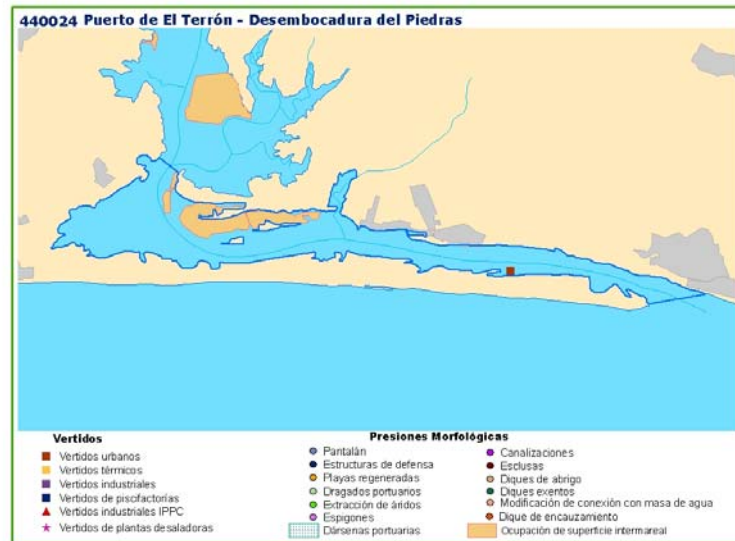 440024 Puerto de El Terrón - Desembocadura del Piedras
Vertidos
Vertidos urbanos
Vertidos térmicos
Vertidos industriales
Vertidos de piscifactorías
Vertidos industriales IPPC
Vertidos de plantas desaladoras
Presiones Morfológicas
Pantalán
Estructuras de defensa
Playas regeneradas
Dragados portuarios
Extracción de áridos
Espigones
Dársenas portuarias
Canalizaciones
Esclusas
Diques de abrigo
Diques exentos
Modificación de conexión con masa de agua
Dique de encauzamiento
Ocupación de superficie intermareal